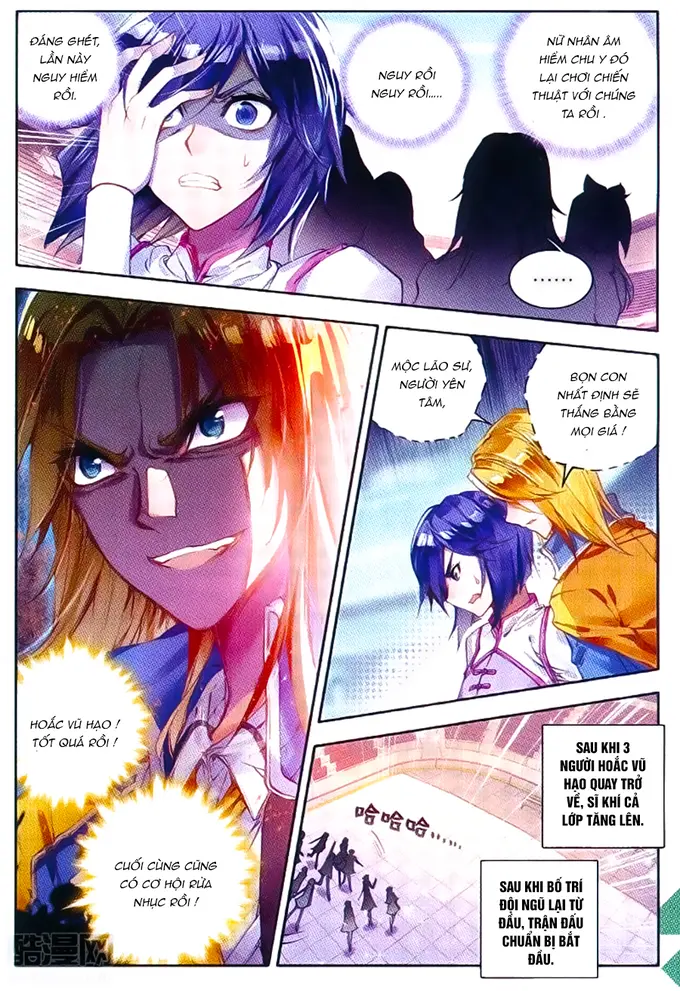 ĐÁNG GHÉT,
LẦN NÀY
NGUY HIỂM
RỒI.
NGUY RỒI
NGUY RỒI.....
NỮ NHÂN ÂM
HIỂM CHU Y ĐÓ
LẠI CHƠI CHIẾN
THUẬT VỚI CHÚNG
TA RỒI .
......
MỘC LÃO SƯ,
NGƯỜI YÊN
TÂM,
BỌN CON
NHẤT ĐỊNH SẼ
THẮNG BẰNG
MỌI GIÁ !
HOẮC VŨ HẠO !
TỐT QUÁ RỒI !
CUỐI CÙNG CŨNG
CÓ CƠ HỘI RỬA
NHỤC RỒI !
SAU KHI 3
NGƯỜI HOẮC VŨ
HẠO QUAY TRỞ
VỀ, SĨ KHÍ CẢ
LỚP TĂNG LÊN.
哈哈哈......
SAU KHI BỐ TRÍ
ĐỘI NGŨ LẠI TỪ
ĐẦU, TRẬN ĐẤU
CHUẨN BỊ BẮT
ĐẦU.
酷漫网